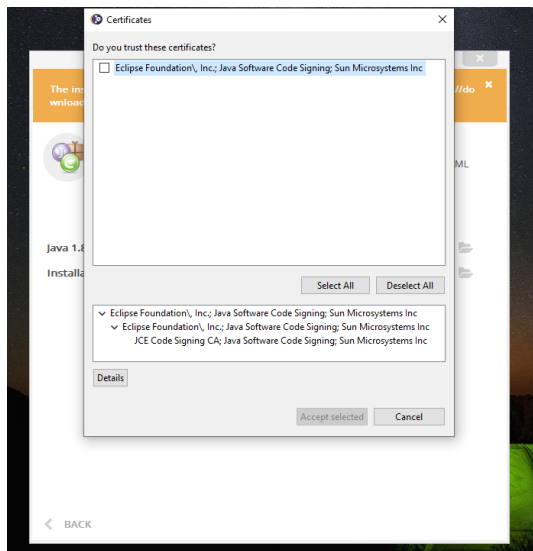 Certificates
Do you trust these certificates?
Eclipse Foundation\, Inc.; Java Software Code Signing; Sun Microsystems Inc
The ins
//do
wnload
ML
Java 1.8
Installa
Select All
Deselect All
Eclipse Foundation\, Inc.; Java Software Code Signing; Sun Microsystems Inc
Eclipse Foundation\, Inc.; Java Software Code Signing; Sun Microsystems Inc
JCE Code Signing CA; Java Software Code Signing; Sun Microsystems Inc
Details
Accept selected
Cancel
BACK